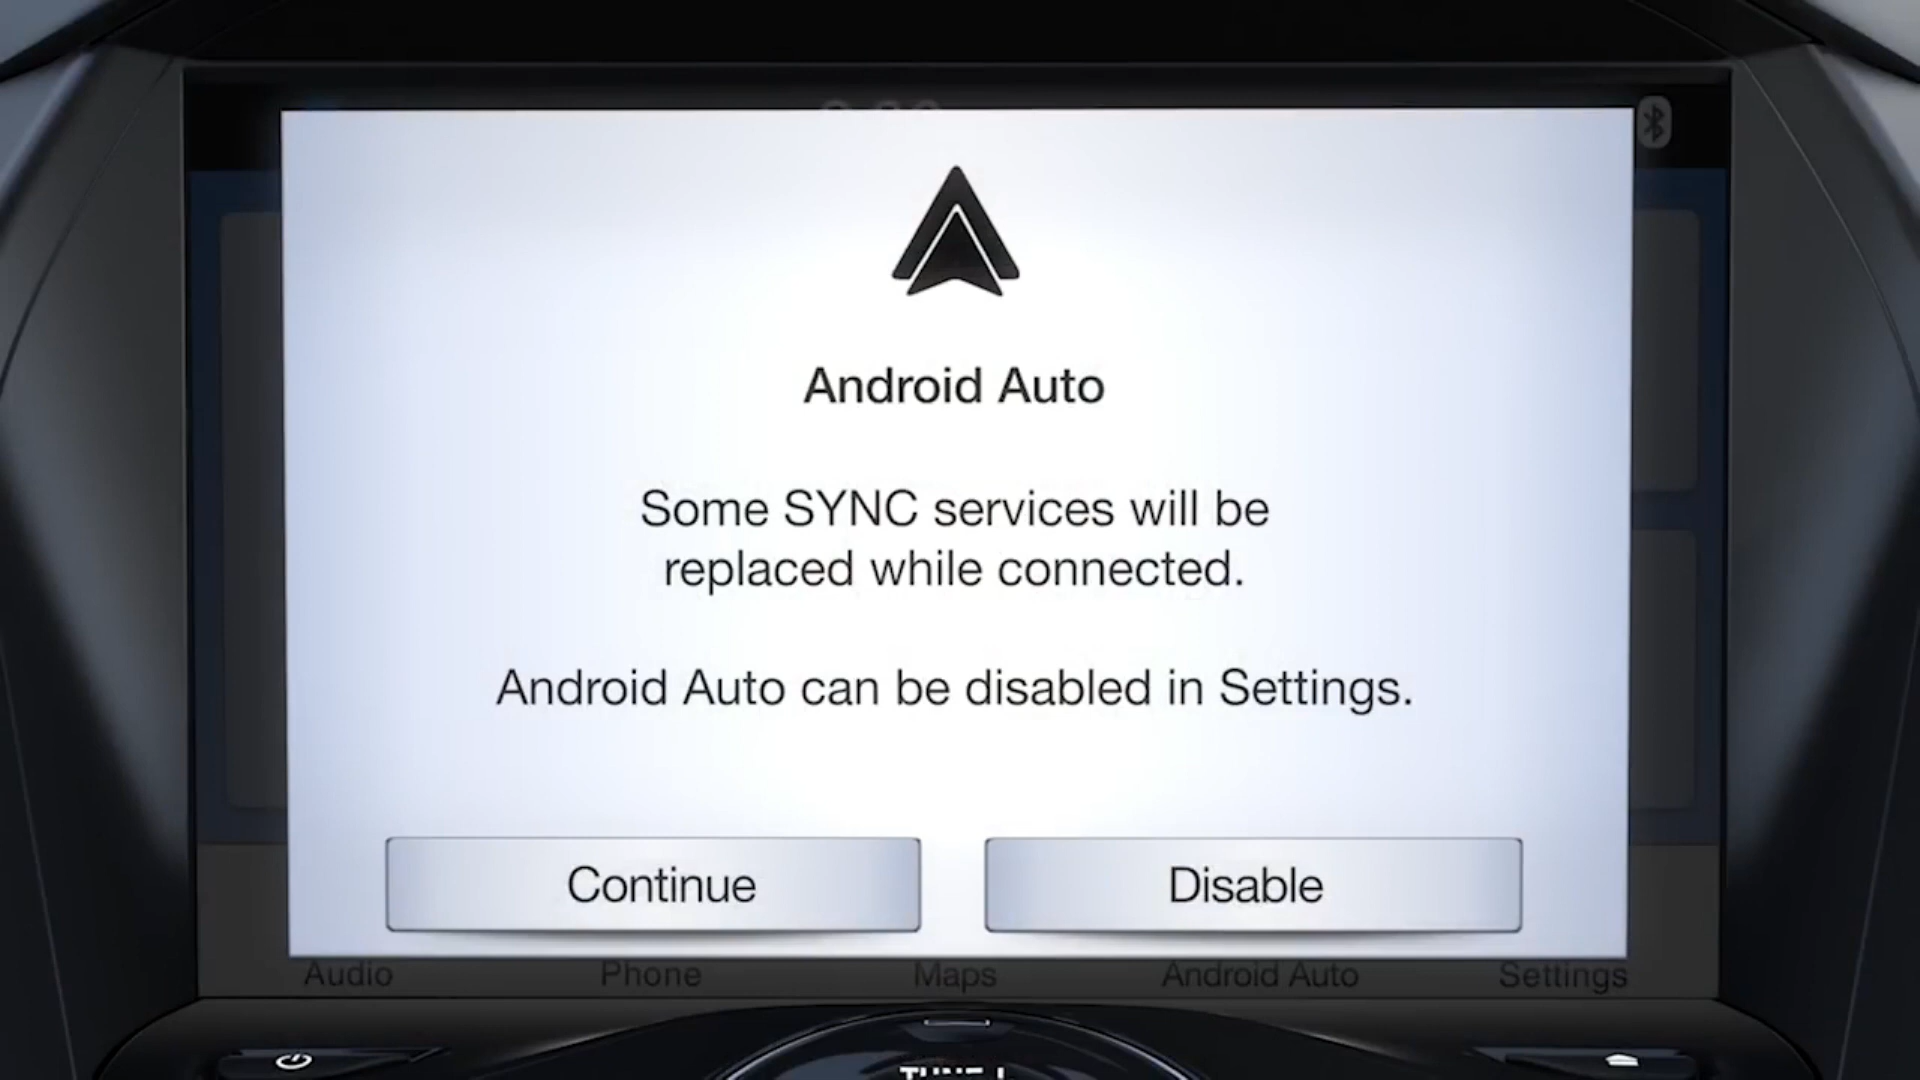 Android Auto
Some SYNC services will be
replaced while connected.
Android Auto can be disabled in Settings.
Continue
Disable
Audio
Phone
Maps
Android Auto
Settings